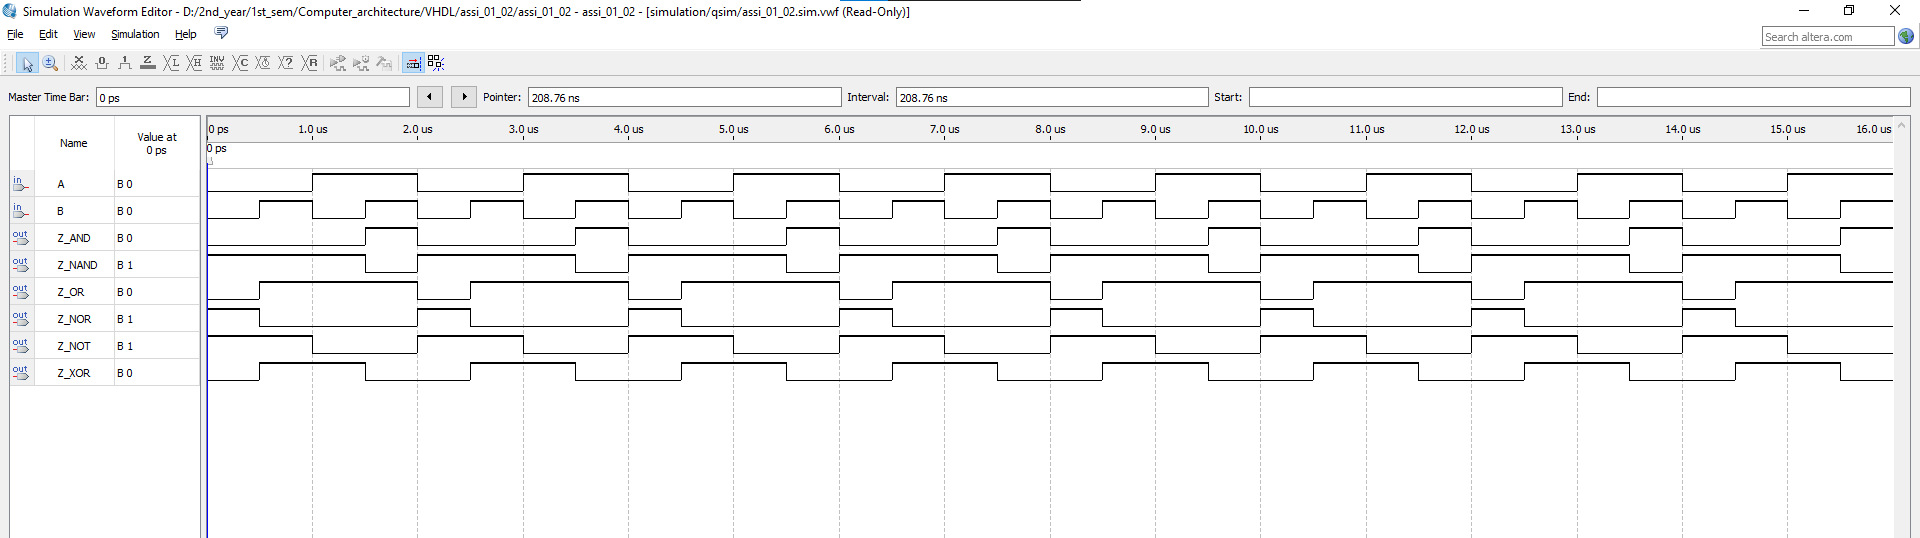 Simulation Waveform Editor - D:/2nd_year/1st_sem/Computer_architecture/VHDL/assi_01_02/assi_01_02 - assi_01_02 - [simulation/qsim/assi_01_02.sim.vwf (Read-Only)]
File Edit View Simulation Help
Search altera.com
INV
Master Time Bar: 0 ps Pointer: 208.76 ns Interval: 208.76 ns Start: End:
Name Value at 0 ps
0 ps 1.0 us 2.0 us 3.0 us 4.0 us 5.0 us 6.0 us 7.0 us 8.0 us 9.0 us 10.0 us 11.0 us 12.0 us 13.0 us 14.0 us 15.0 us 16.0 us
0 ps
in A B 0
in B B 0
out Z_AND B 0
out Z_NAND B 1
out Z_OR B 0
out Z_NOR B 1
out Z_NOT B 1
out Z_XOR B 0